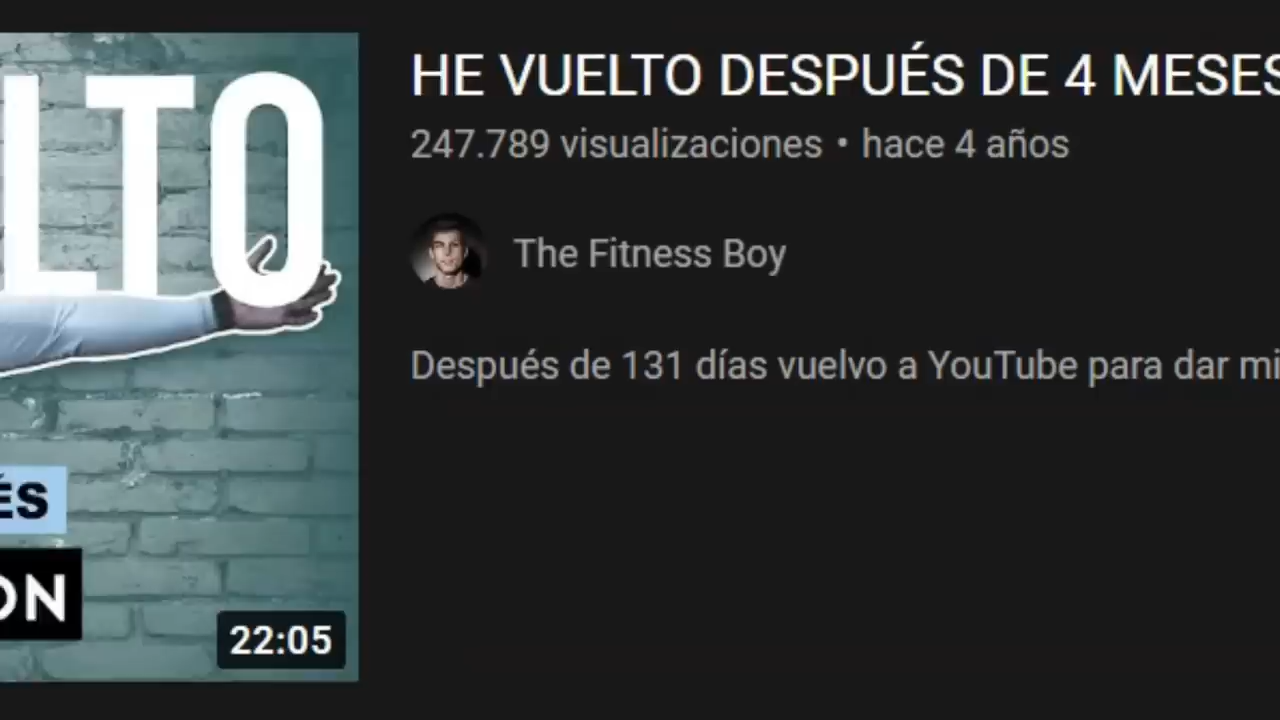 LTO
ÉS
ON
22:05
HE VUELTO DESPUÉS DE 4 MESES
247.789 visualizaciones • hace 4 años
The Fitness Boy
Después de 131 días vuelvo a YouTube para dar mi